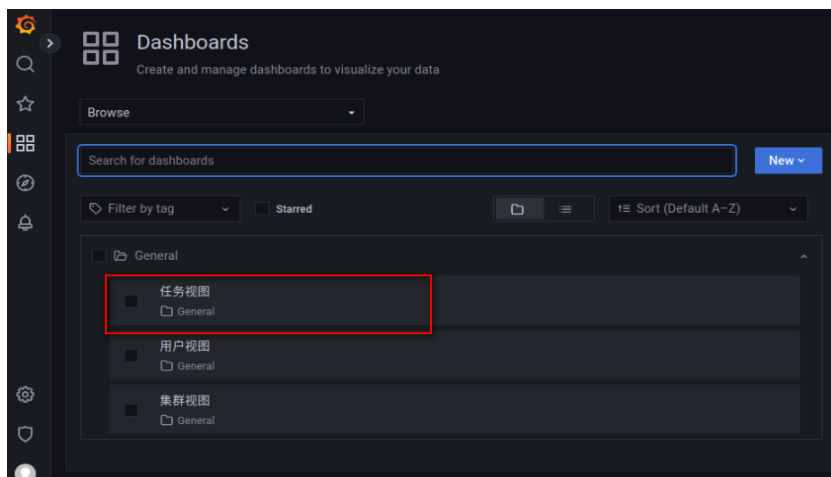 Dashboards
Create and manage dashboards to visualize your data
Browse
Search for dashboards
New
Filter by tag
Starred
Sort (Default A–Z)
General
任务视图
General
用户视图
General
集群视图
General